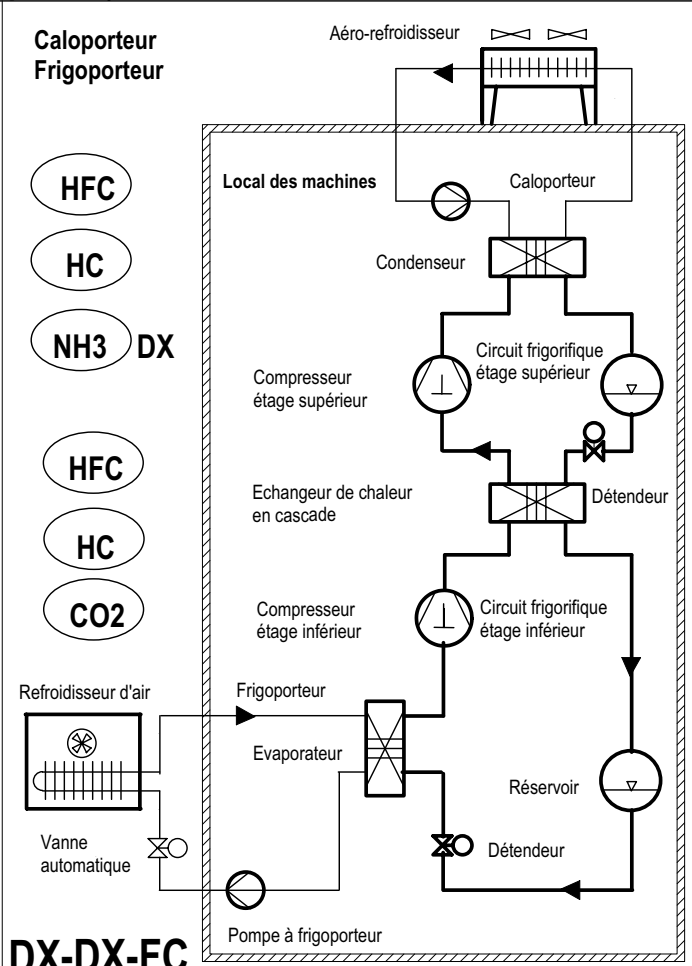 Caloporteur
Frigoporteur
Aéro-refroidisseur
HFC
HC
NH3 DX
Local des machines
Caloporteur
Condenseur
Circuit frigorifique
étage supérieur
Compresseur
étage supérieur
HFC
HC
CO2
Echangeur de chaleur
en cascade
Détendeur
Compresseur
étage inférieur
Circuit frigorifique
étage inférieur
Refroidisseur d'air
Frigoporteur
Evaporateur
Réservoir
Vanne
automatique
Détendeur
Pompe à frigoporteur
DX-DX-FC